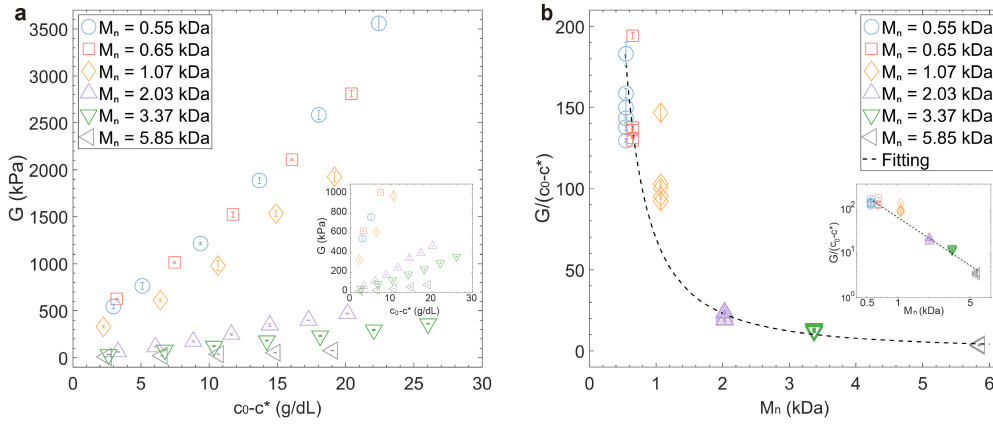 a
Mₙ = 0.55 kDa
Mₙ = 0.65 kDa
Mₙ = 1.07 kDa
Mₙ = 2.03 kDa
Mₙ = 3.37 kDa
Mₙ = 5.85 kDa
G (kPa)
3500
3000
2500
2000
1500
1000
500
0
0 5 10 15 20 25 30
c₀-c* (g/dL)
G (kPa)
1000
800
600
400
200
0
0 10 20 30
c₀-c* (g/dL)
b
Mₙ = 0.55 kDa
Mₙ = 0.65 kDa
Mₙ = 1.07 kDa
Mₙ = 2.03 kDa
Mₙ = 3.37 kDa
Mₙ = 5.85 kDa
Fitting
G/(c₀-c*)
200
150
100
50
0
0 1 2 3 4 5 6
Mₙ (kDa)
G/(c₀-c*)
10²
10¹
10⁰
0.5 1 5
Mₙ (kDa)